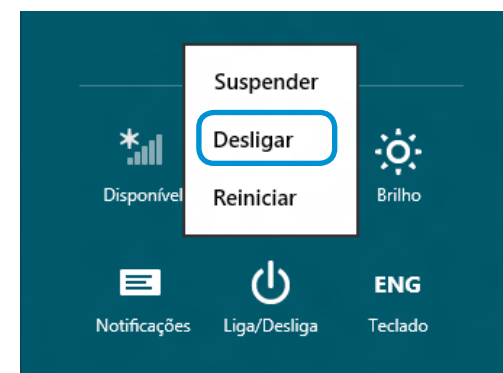 Suspender
Desligar
Reiniciar
Disponível
Brilho
ENG
Notificações
Liga/Desliga
Teclado